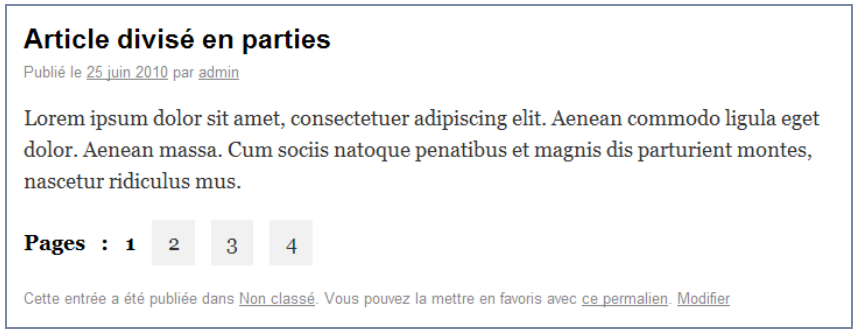 Article divisé en parties
Publié le 25 juin 2010 par admin
Lorem ipsum dolor sit amet, consectetuer adipiscing elit. Aenean commodo ligula eget
dolor. Aenean massa. Cum sociis natoque penatibus et magnis dis parturient montes,
nascetur ridiculus mus.
Pages : 1 2 3 4
Cette entrée a été publiée dans Non classé. Vous pouvez la mettre en favoris avec ce permalien. Modifier